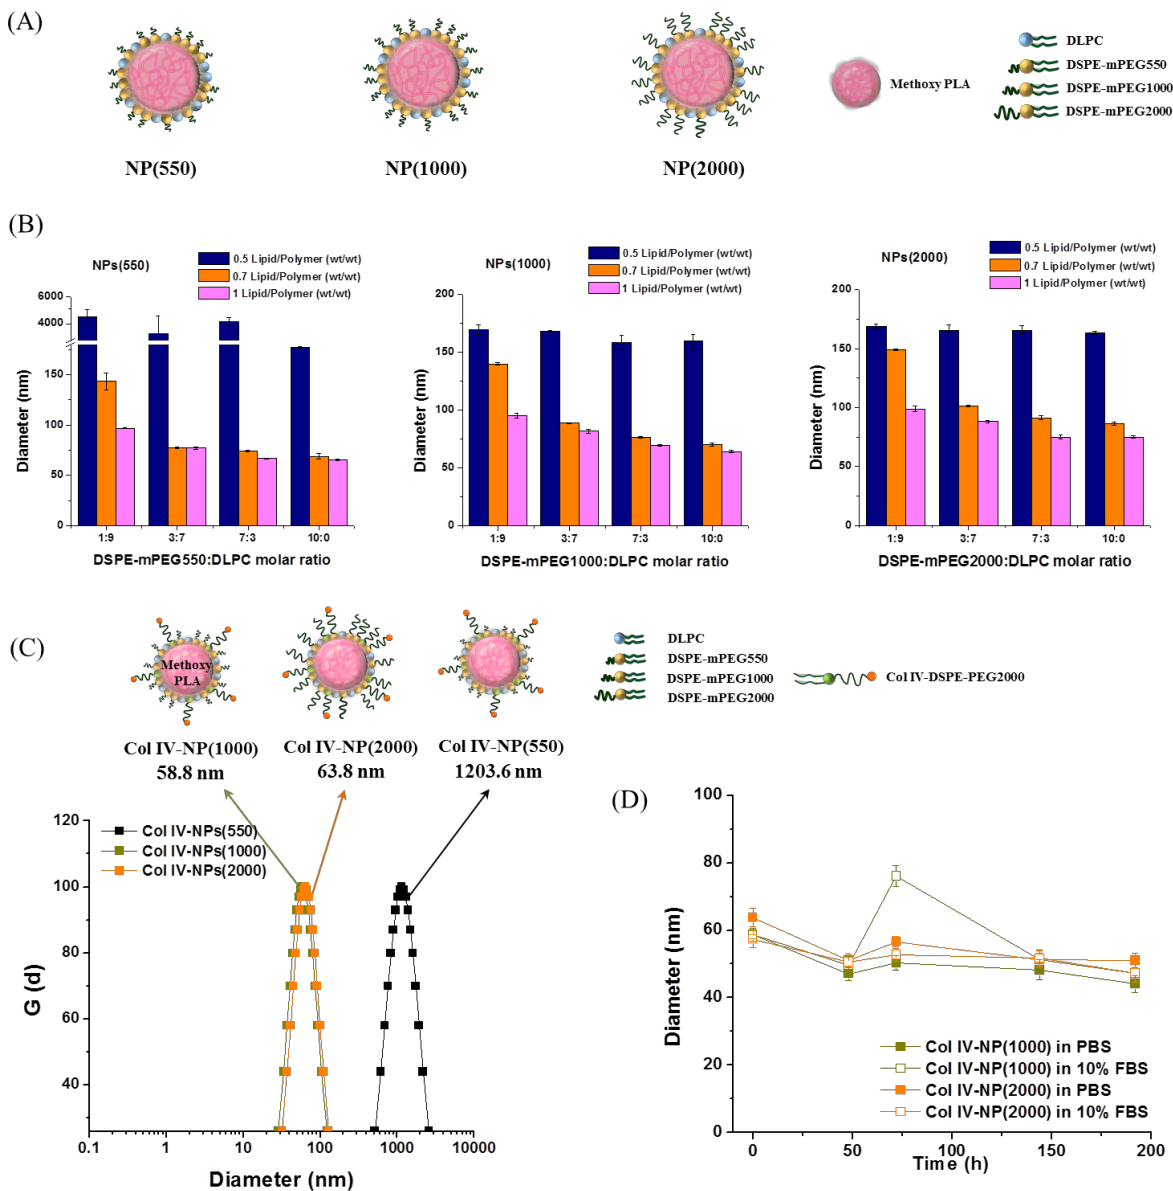 (A)
NP(550)
NP(1000)
NP(2000)
Methoxy PLA
DLPC
DSPE-mPEG550
DSPE-mPEG1000
DSPE-mPEG2000
(B)
NPs(550)
0.5 Lipid/Polymer (wt/wt)
0.7 Lipid/Polymer (wt/wt)
1 Lipid/Polymer (wt/wt)
6000
4000
150
100
50
0
Diameter (nm)
1:9 3:7 7:3 10:0
DSPE-mPEG550:DLPC molar ratio
NPs(1000)
0.5 Lipid/Polymer (wt/wt)
0.7 Lipid/Polymer (wt/wt)
1 Lipid/Polymer (wt/wt)
200
150
100
50
0
Diameter (nm)
1:9 3:7 7:3 10:0
DSPE-mPEG1000:DLPC molar ratio
NPs(2000)
0.5 Lipid/Polymer (wt/wt)
0.7 Lipid/Polymer (wt/wt)
1 Lipid/Polymer (wt/wt)
200
150
100
50
0
Diameter (nm)
1:9 3:7 7:3 10:0
DSPE-mPEG2000:DLPC molar ratio
(C)
Methoxy
PLA
Col IV-NP(1000)
58.8 nm
Col IV-NP(2000)
63.8 nm
Col IV-NP(550)
1203.6 nm
DLPC
DSPE-mPEG550
DSPE-mPEG1000
DSPE-mPEG2000
Col IV-DSPE-PEG2000
Col IV-NPs(550)
Col IV-NPs(1000)
Col IV-NPs(2000)
120
100
80
60
40
G (d)
0.1 1 10 100 1000 10000
Diameter (nm)
(D)
100
80
60
40
20
0
Diameter (nm)
Col IV-NP(1000) in PBS
Col IV-NP(1000) in 10% FBS
Col IV-NP(2000) in PBS
Col IV-NP(2000) in 10% FBS
0 50 100 150 200
Time (h)